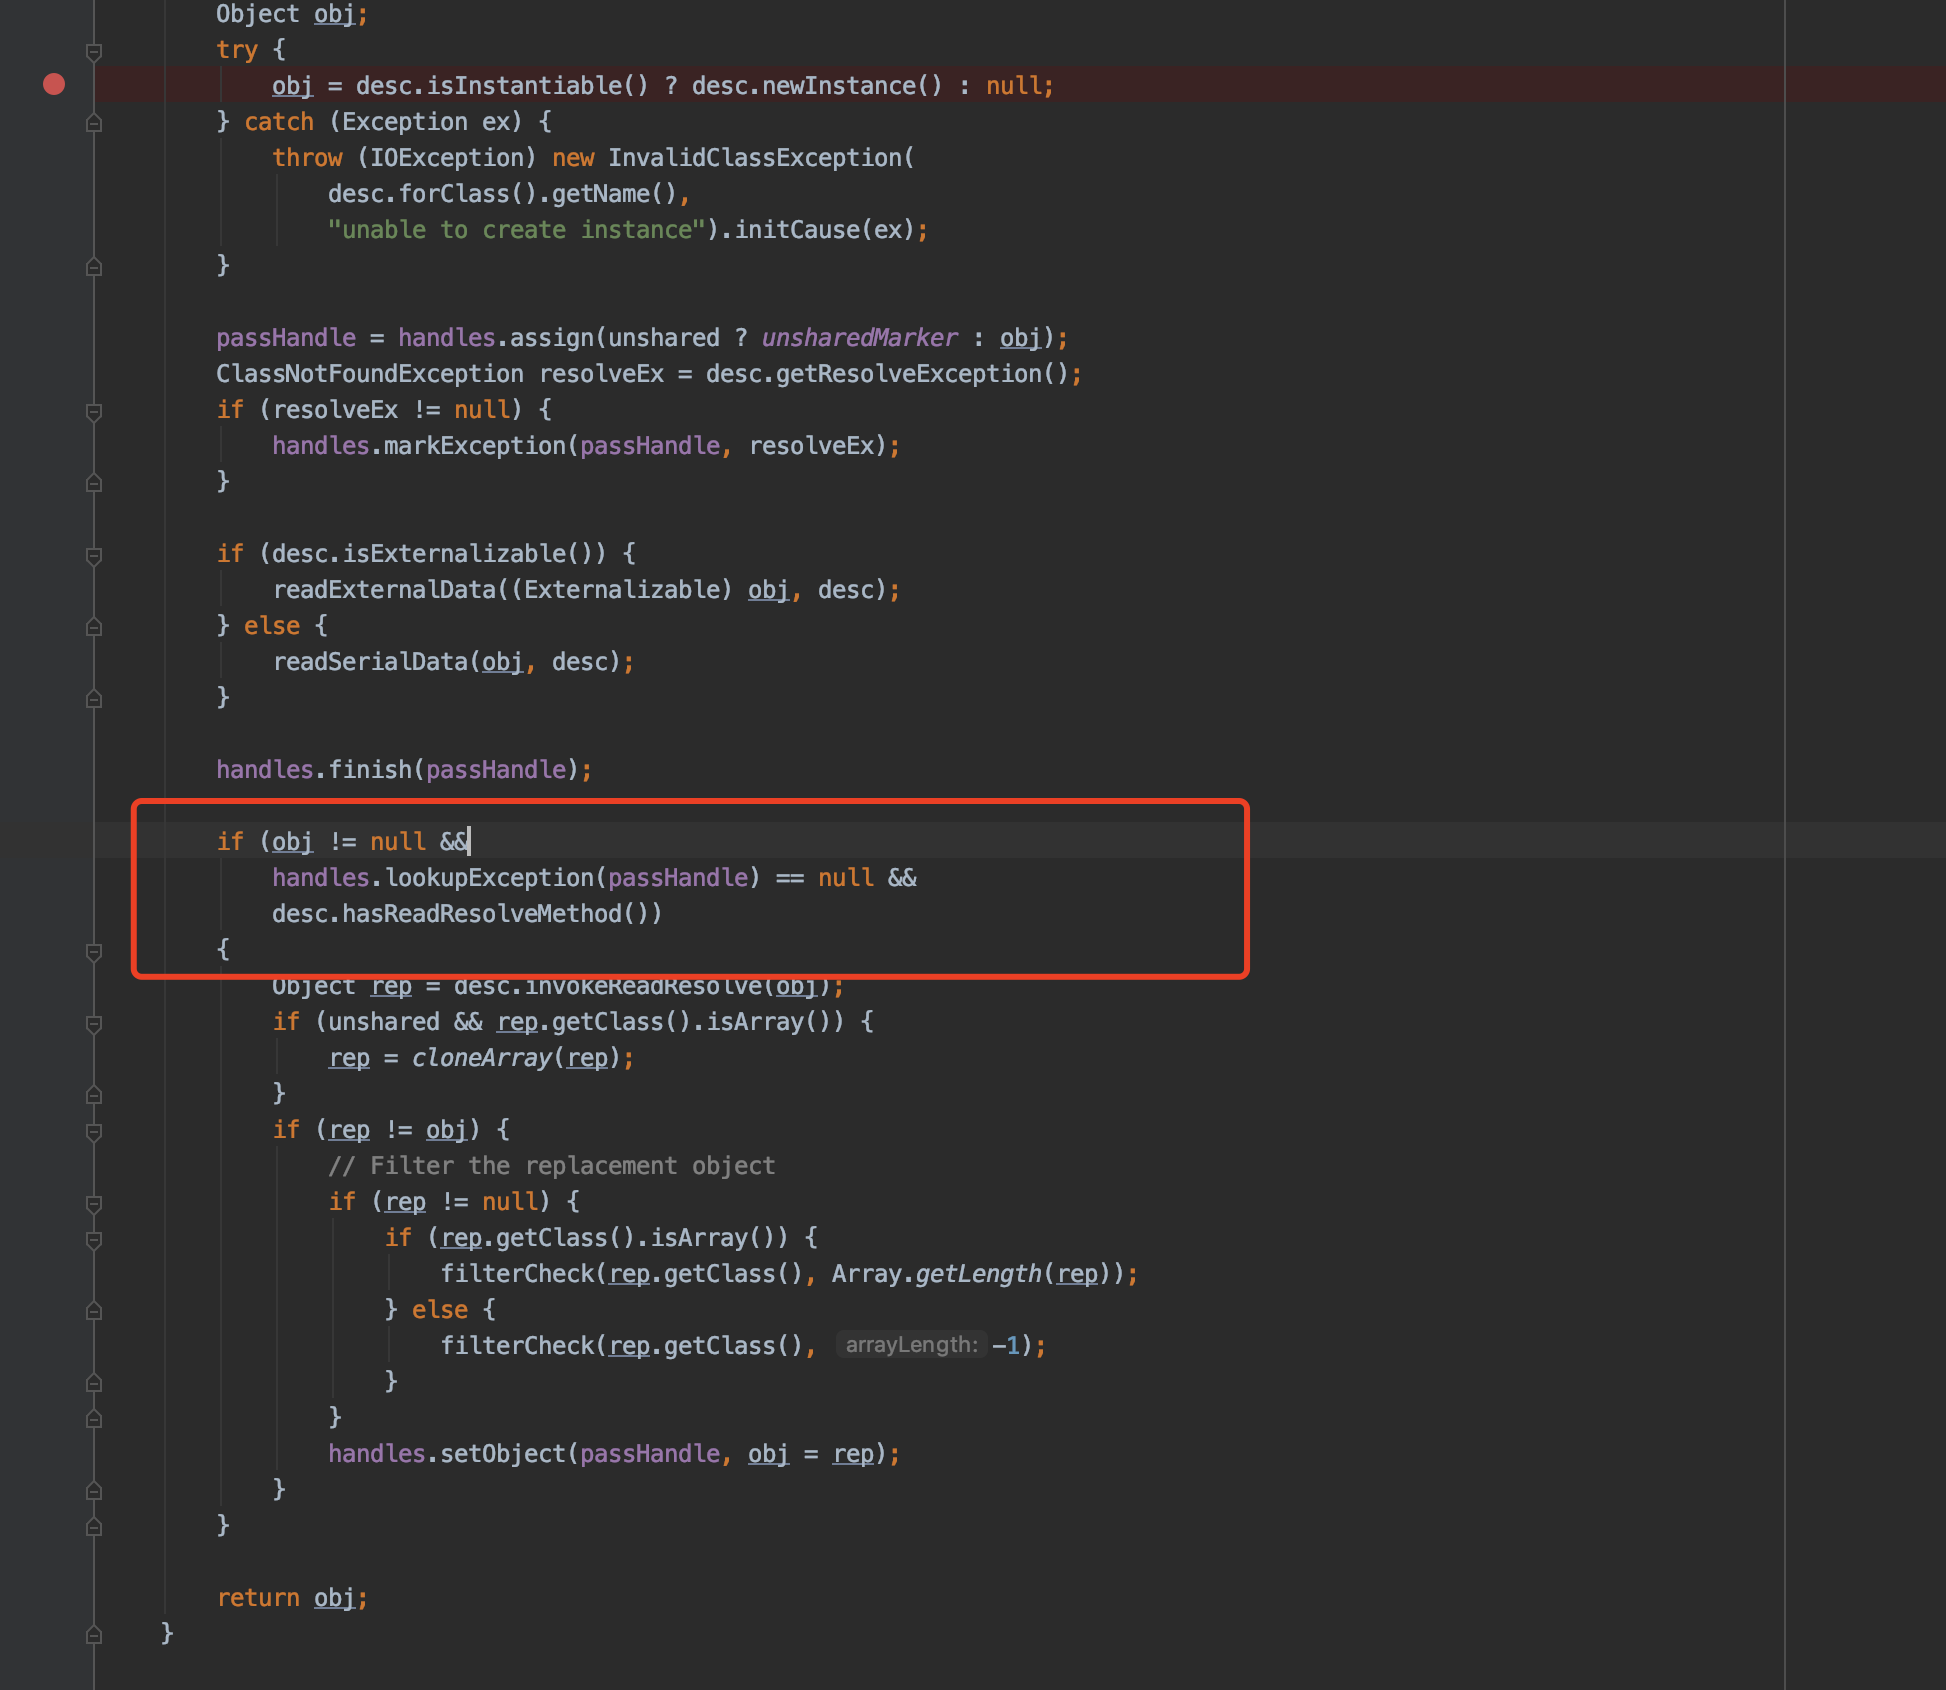 Object obj;
try {
obj = desc.isInstantiable() ? desc.newInstance() : null;
} catch (Exception ex) {
throw (IOException) new InvalidClassException(
desc.forClass().getName(),
"unable to create instance").initCause(ex);
}
passHandle = handles.assign(unshared ? unsharedMarker : obj);
ClassNotFoundException resolveEx = desc.getResolveException();
if (resolveEx != null) {
handles.markException(passHandle, resolveEx);
}
if (desc.isExternalizable()) {
readExternalData((Externalizable) obj, desc);
} else {
readSerialData(obj, desc);
}
handles.finish(passHandle);
if (obj != null &&
handles.lookupException(passHandle) == null &&
desc.hasReadResolveMethod())
{
Object rep = desc.invokeReadResolve(obj);
if (unshared && rep.getClass().isArray()) {
rep = cloneArray(rep);
}
if (rep != obj) {
// Filter the replacement object
if (rep != null) {
if (rep.getClass().isArray()) {
filterCheck(rep.getClass(), Array.getLength(rep));
} else {
filterCheck(rep.getClass(), arrayLength: -1);
}
}
handles.setObject(passHandle, obj = rep);
}
}
return obj;
}